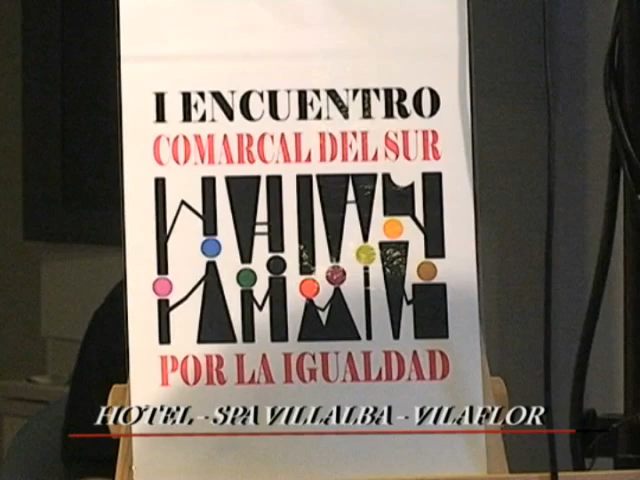 I ENCUENTRO
COMARCAL DEL SUR
POR LA IGUALDAD
HOTEL - SPA VILLALBA - VILAFLOR